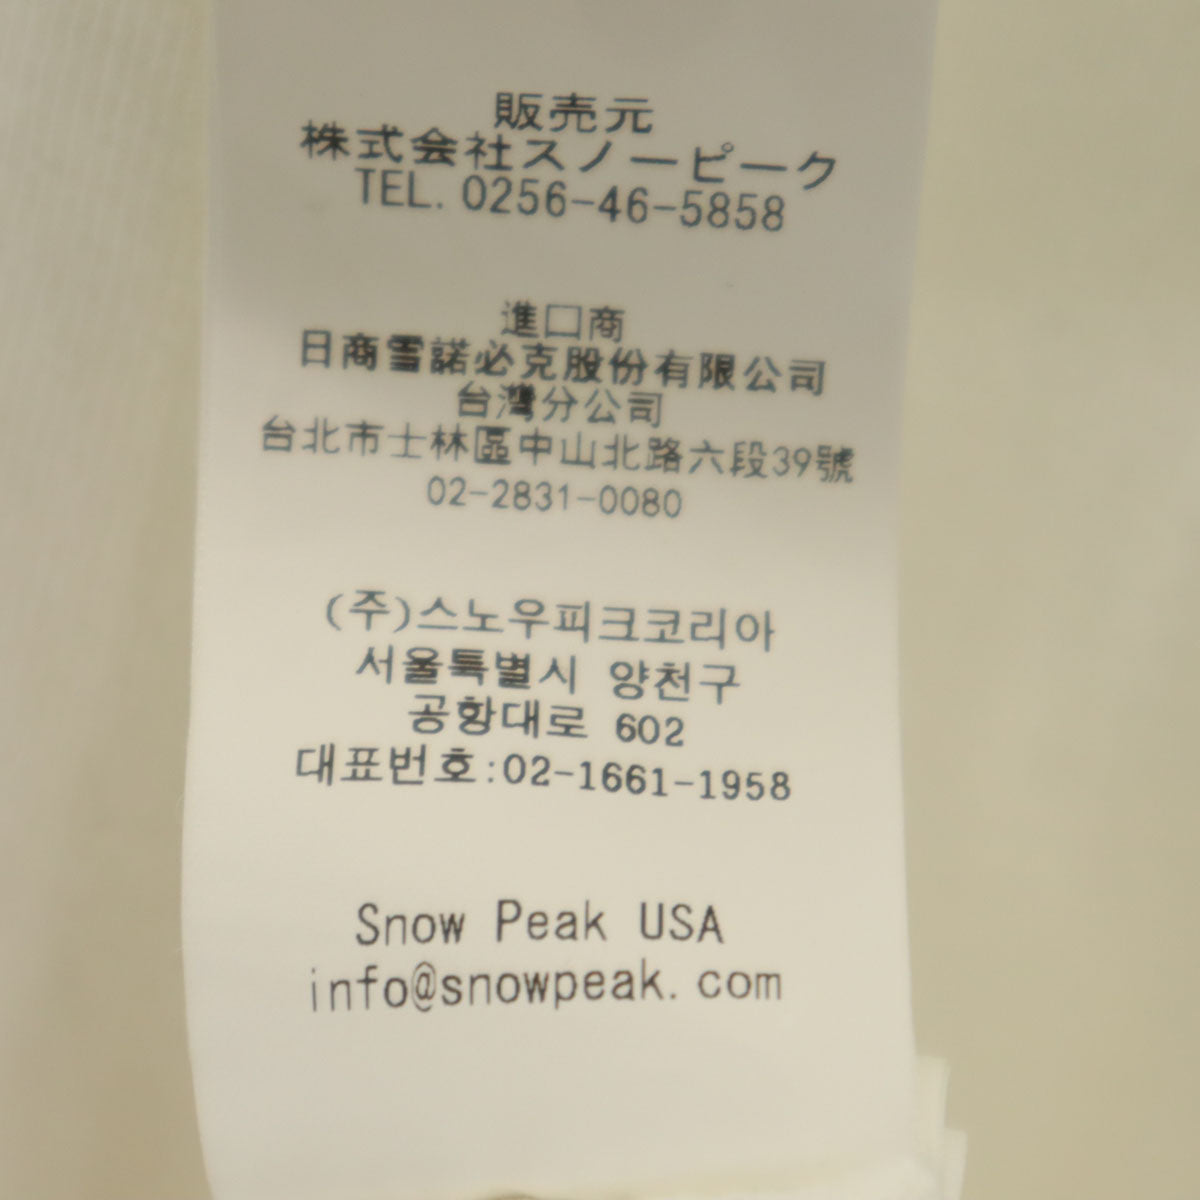 販売元
株式会社スノーピーク
TEL. 0256-46-5858
進口商
日商雪諾必克股份有限公司
台灣分公司
台北市士林區中山北路六段39號
02-2831-0080
(주)스노우피크코리아
서울특별시 양천구
공항대로 602
대표번호:02-1661-1958
Snow Peak USA
info@snowpeak.com